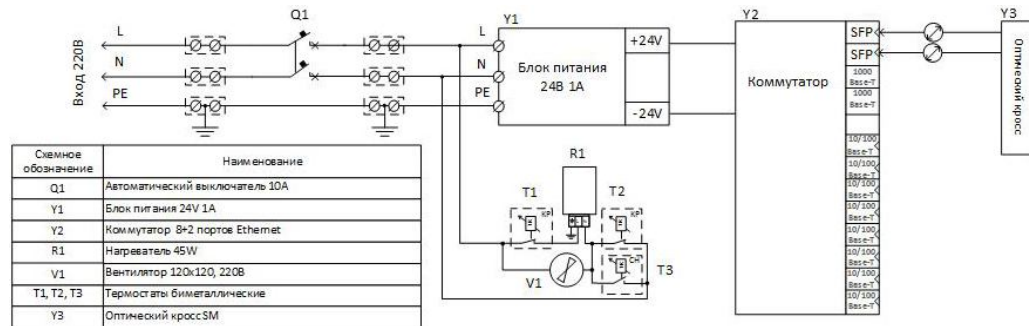 Q1
Y1
Y2
Y3
L
L
+24V
SFP
SFP
N
N
Вход 220В
Блок питания
24В 1А
Коммутатор
1000
Base-T
1000
Base-T
Оптический кросс
PE
PE
-24V
10/100
Base-T
10/100
Base-T
10/100
Base-T
10/100
Base-T
10/100
Base-T
10/100
Base-T
10/100
Base-T
10/100
Base-T
R1
T1
T2
КР
КР
СН
T3
V1
Схемное обозначение
Наименование
Q1 Автоматический выключатель 10А
Y1 Блок питания 24V 1А
Y2 Коммутатор 8+2 портов Ethernet
R1 Нагреватель 45W
V1 Вентилятор 120х120, 220В
T1, T2, T3 Термостаты биметаллические
Y3 Оптический кросс SM